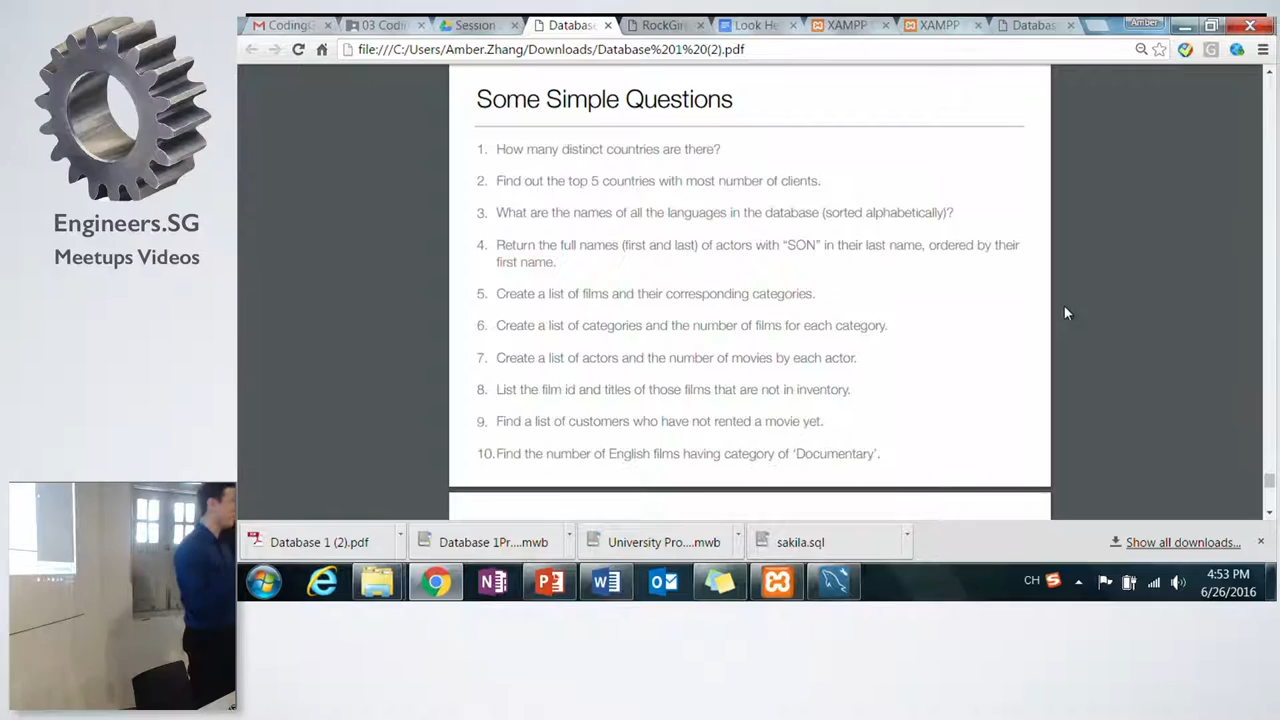 CodingG
03 Codi
Session
Databas
RockGir
Look He
XAMPP
XAMPP
Databas
Amber
file:///C:/Users/Amber.Zhang/Downloads/Database%201%20(2).pdf
Engineers.SG
Meetups Videos
Some Simple Questions
1. How many distinct countries are there?
2. Find out the top 5 countries with most number of clients.
3. What are the names of all the languages in the database (sorted alphabetically)?
4. Return the full names (first and last) of actors with “SON” in their last name, ordered by their
first name.
5. Create a list of films and their corresponding categories.
6. Create a list of categories and the number of films for each category.
7. Create a list of actors and the number of movies by each actor.
8. List the film id and titles of those films that are not in inventory.
9. Find a list of customers who have not rented a movie yet.
10. Find the number of English films having category of ‘Documentary’.
Database 1 (2).pdf
Database 1Pr....mwb
University Pro....mwb
sakila.sql
Show all downloads...
CH
4:53 PM
6/26/2016